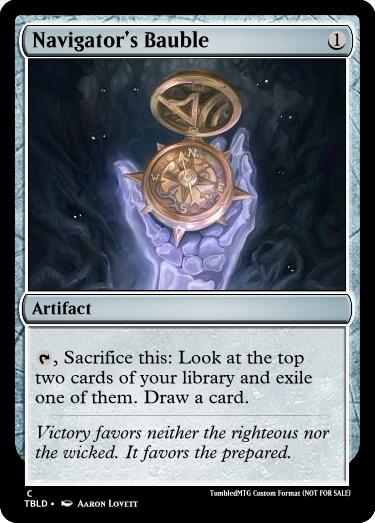 Navigator's Bauble 1
Artifact
, Sacrifice this: Look at the top
two cards of your library and exile
one of them. Draw a card.
Victory favors neither the righteous nor
the wicked. It favors the prepared.
C
TBLD • Aaron Lovett
TumbledMTG Custom Format (NOT FOR SALE)